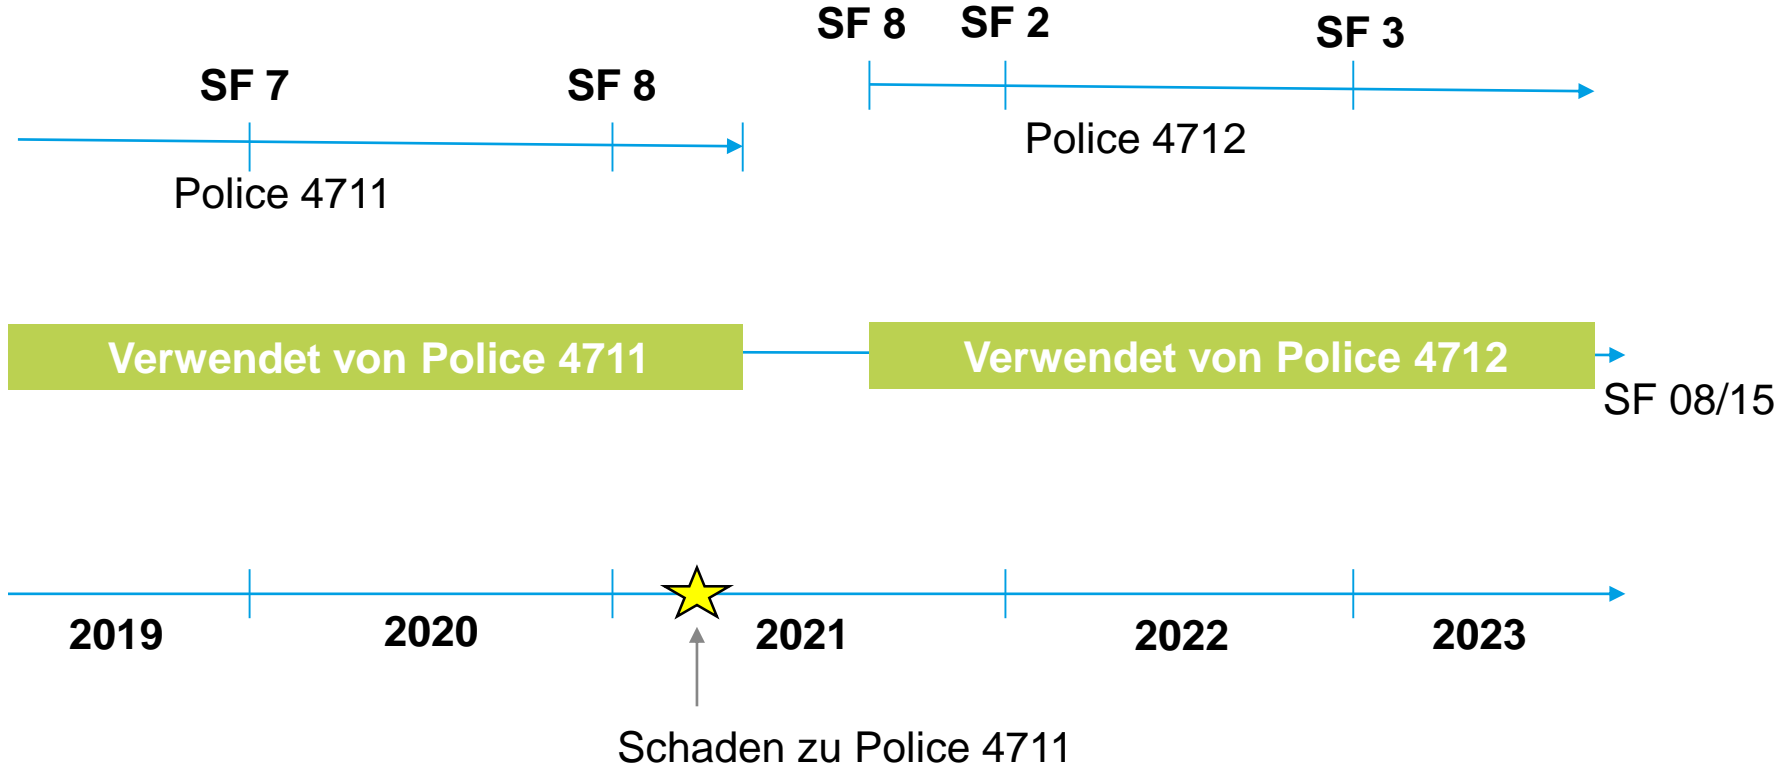 SF 8
SF 2
SF 3
SF 7
SF 8
Police 4712
Police 4711
Verwendet von Police 4711
Verwendet von Police 4712
SF 08/15
2019
2020
2021
2022
2023
Schaden zu Police 4711